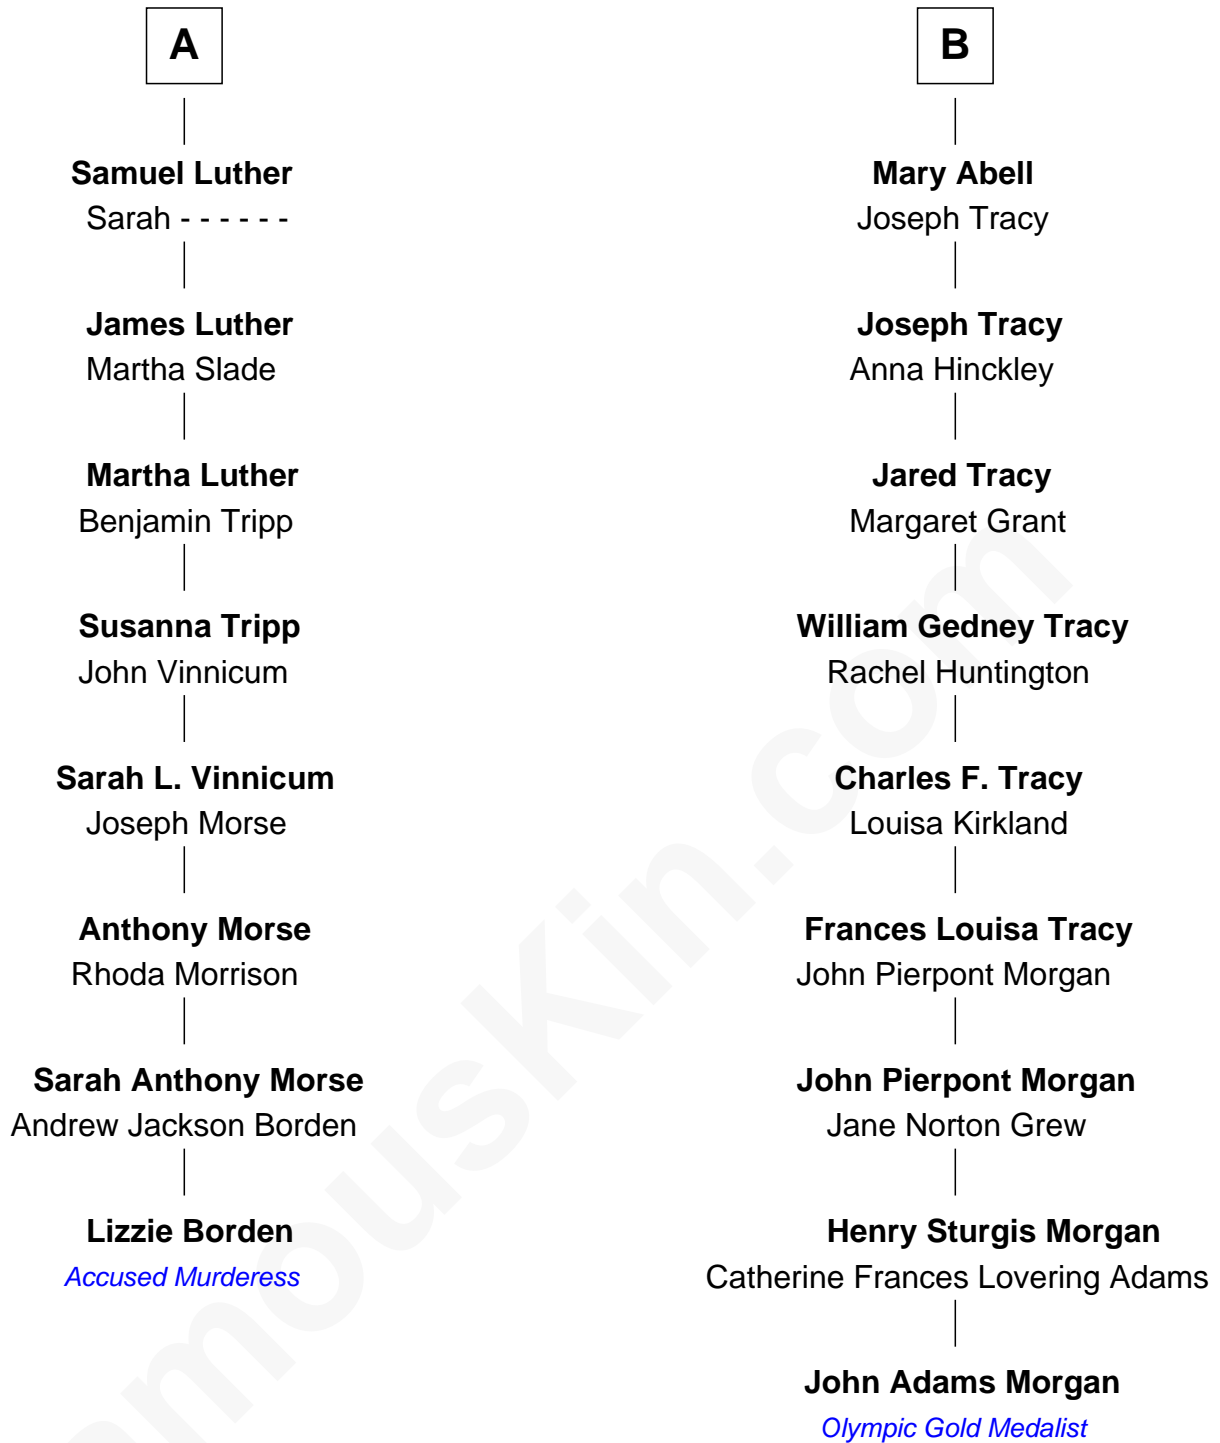 A
Samuel Luther
Sarah - - - - - -
James Luther
Martha Slade
Martha Luther
Benjamin Tripp
Susanna Tripp
John Vinnicum
Sarah L. Vinnicum
Joseph Morse
Anthony Morse
Rhoda Morrison
Sarah Anthony Morse
Andrew Jackson Borden
Lizzie Borden
Accused Murderess
B
Mary Abell
Joseph Tracy
Joseph Tracy
Anna Hinckley
Jared Tracy
Margaret Grant
William Gedney Tracy
Rachel Huntington
Charles F. Tracy
Louisa Kirkland
Frances Louisa Tracy
John Pierpont Morgan
John Pierpont Morgan
Jane Norton Grew
Henry Sturgis Morgan
Catherine Frances Lovering Adams
John Adams Morgan
Olympic Gold Medalist
amouskin.com